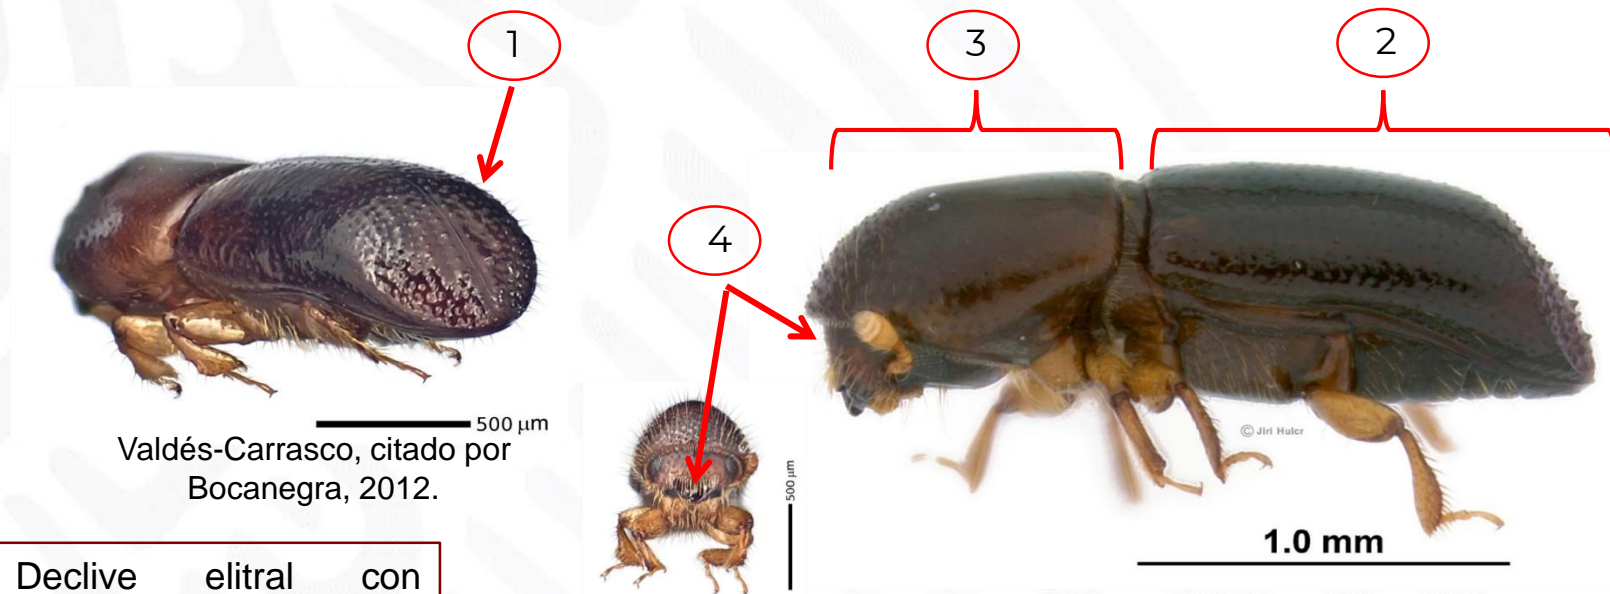 1
3
2
4
500 µm
Valdés-Carrasco, citado por
Bocanegra, 2012.
500 µm
© Jiri Hulcr
1.0 mm
Declive elitral con